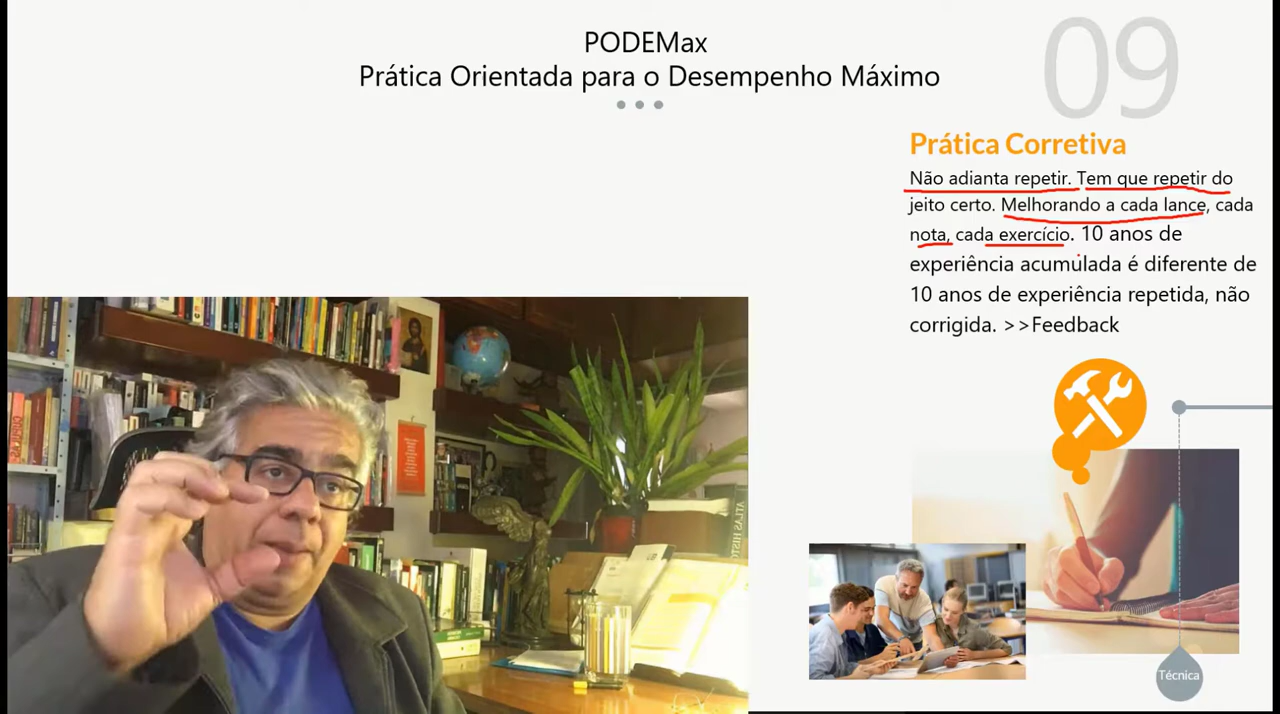 PODEMax
Prática Orientada para o Desempenho Máximo
09
Prática Corretiva
Não adianta repetir. Tem que repetir do
jeito certo. Melhorando a cada lance, cada
nota, cada exercício. 10 anos de
experiência acumulada é diferente de
10 anos de experiência repetida, não
corrigida. >>Feedback
ATLAS
Técnica